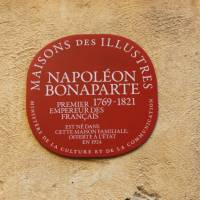 MAISONS DES ILLUSTRES
NAPOLÉON
BONAPARTE
PREMIER 1769-1821
EMPEREUR DES
FRANÇAIS
EST NÉ DANS
CETTE MAISON FAMILIALE,
OFFERTE À L'ÉTAT
EN 1924
MINISTÈRE DE LA CULTURE ET DE LA COMMUNICATION